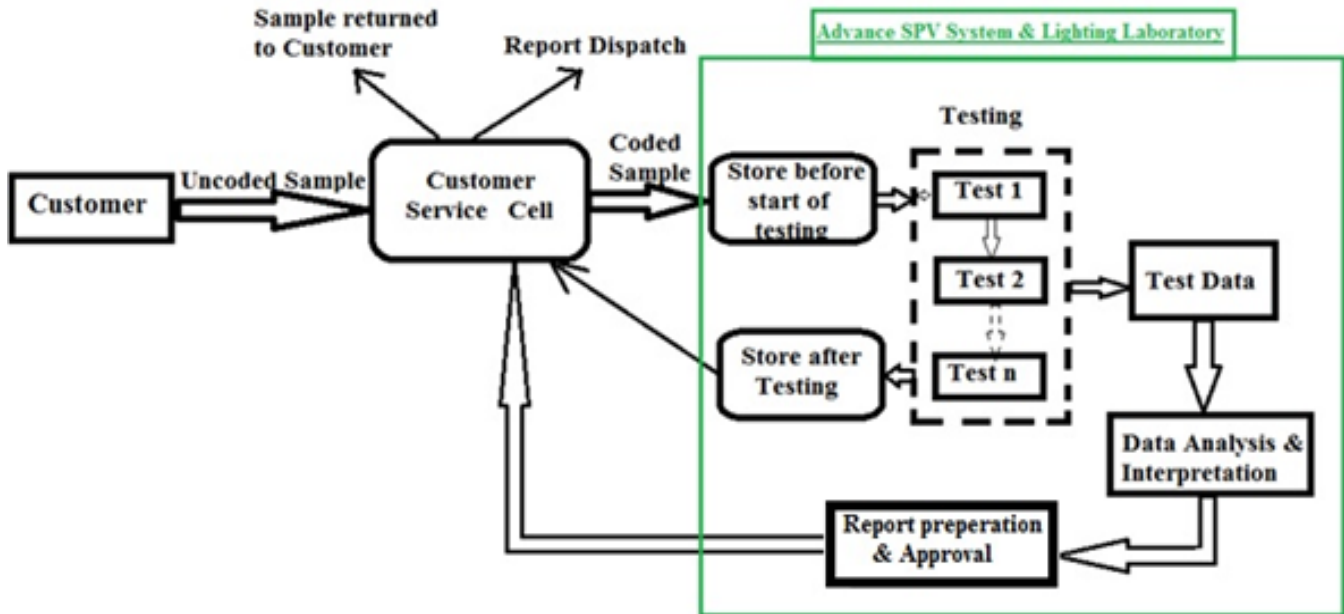 Sample returned
to Customer
Report Dispatch
Advance SPV System & Lighting Laboratory
Customer
Uncoded Sample
Customer
Service Cell
Coded
Sample
Store before
start of
testing
Testing
Test 1
Test 2
Test n
Test Data
Store after
Testing
Data Analysis &
Interpretation
Report preperation
& Approval